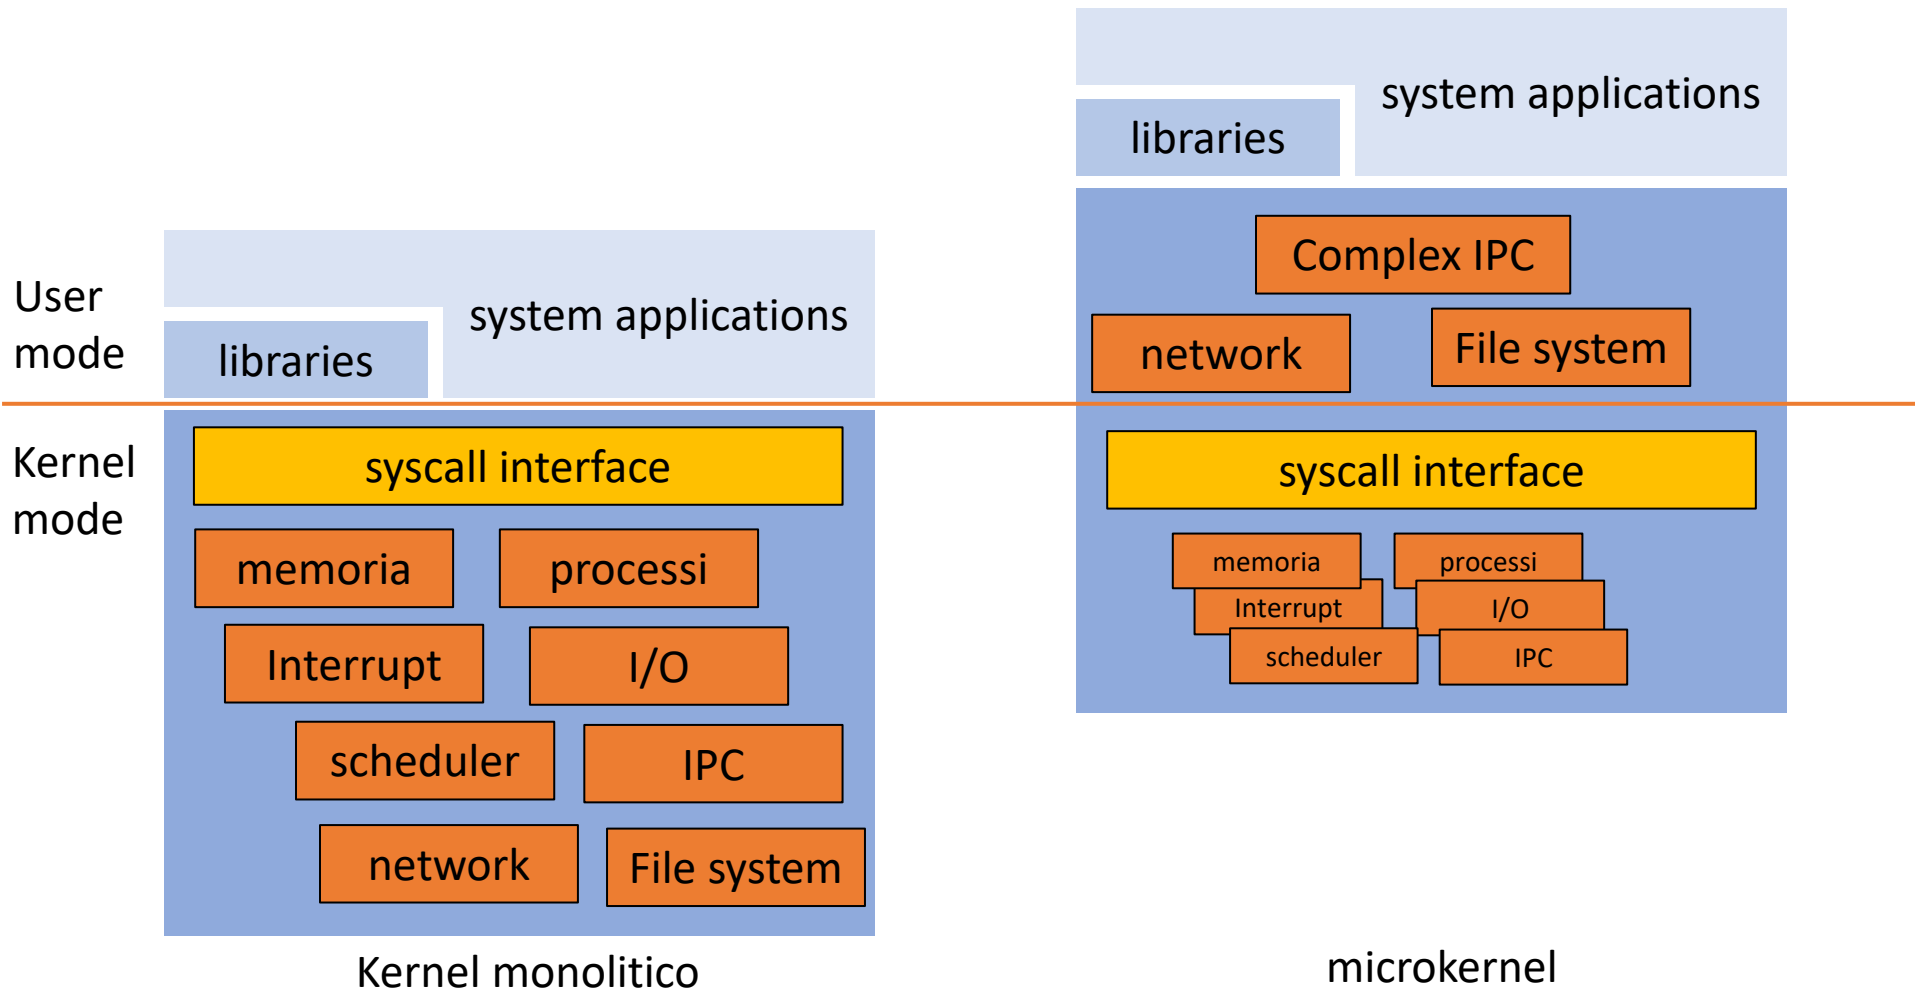 User
mode
libraries
system applications
Kernel
mode
syscall interface
memoria
processi
Interrupt
I/O
scheduler
IPC
network
File system
Kernel monolitico
system applications
libraries
Complex IPC
network
File system
syscall interface
memoria
processi
Interrupt
I/O
scheduler
IPC
microkernel